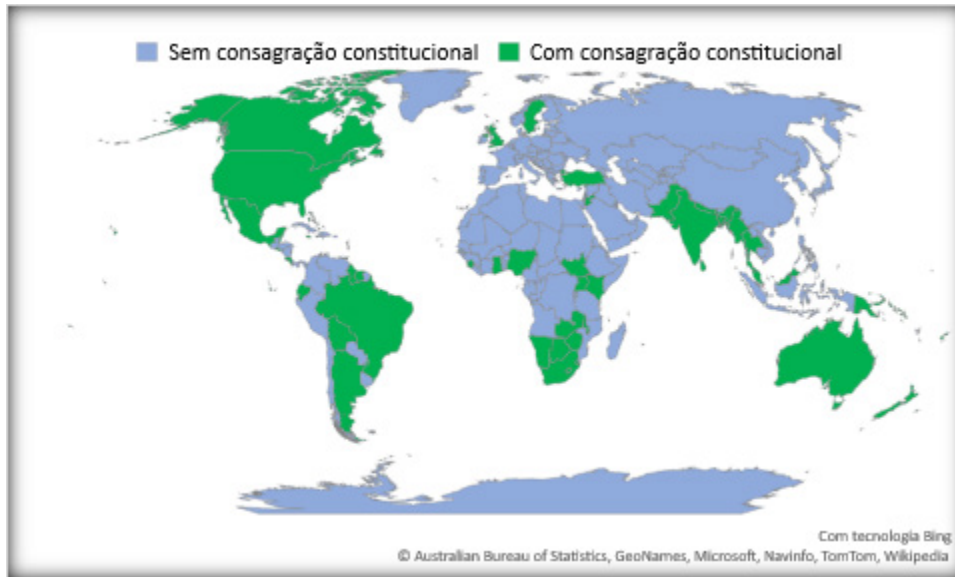 Sem consagração constitucional Com consagração constitucional
Com tecnologia Bing
© Australian Bureau of Statistics, GeoNames, Microsoft, Navinfo, TomTom, Wikipedia